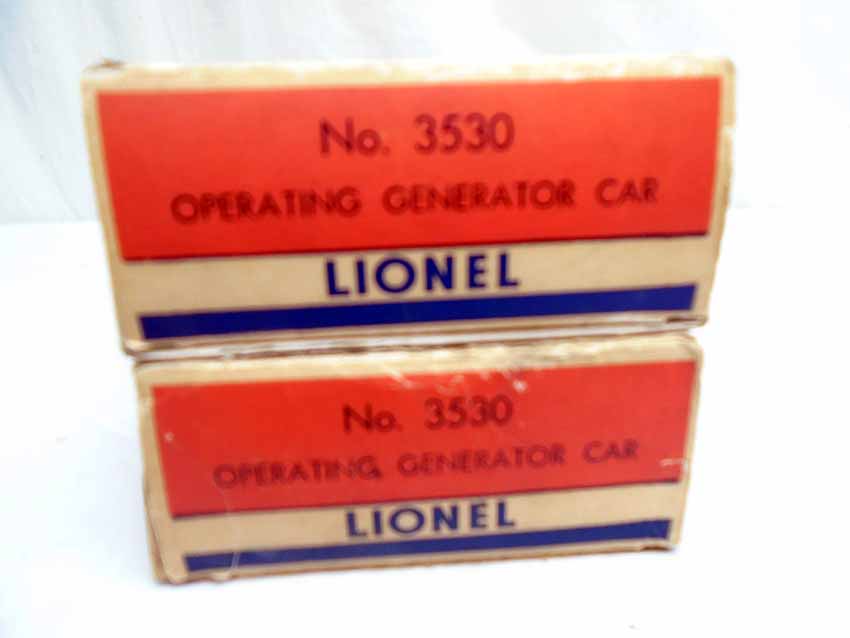 No. 3530
OPERATING GENERATOR CAR
LIONEL
No. 3530
OPERATING GENERATOR CAR
LIONEL